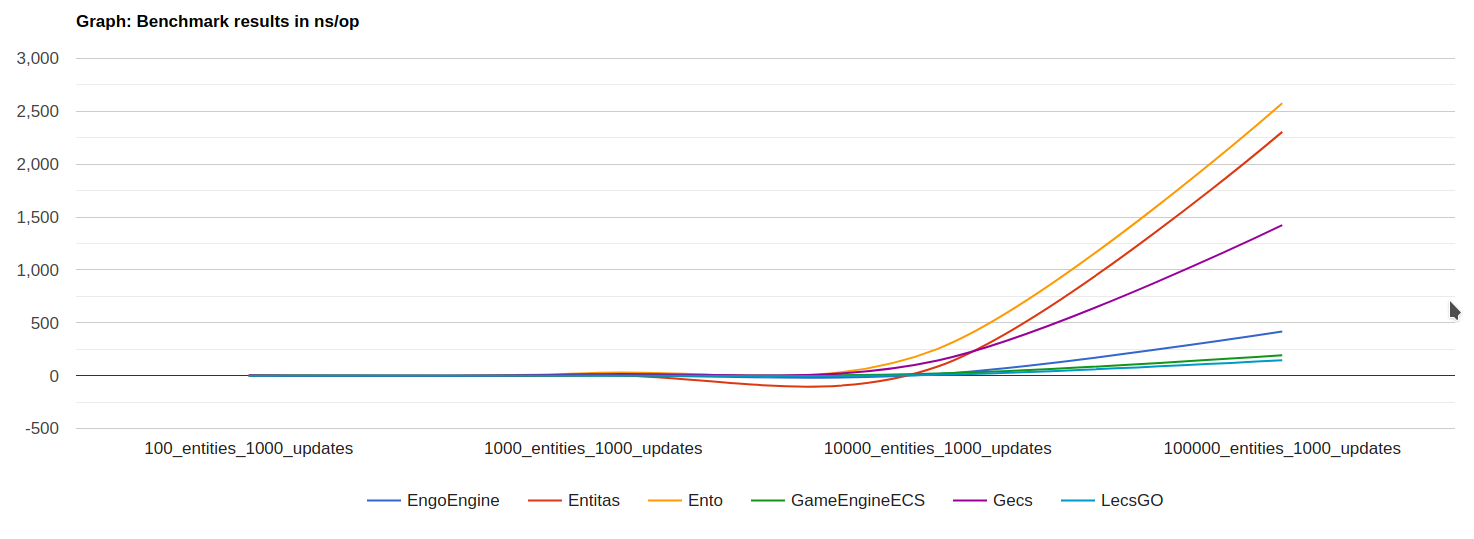 Graph: Benchmark results in ns/op
3,000
2,500
2,000
1,500
1,000
500
0
-500
100_entities_1000_updates 1000_entities_1000_updates 10000_entities_1000_updates 100000_entities_1000_updates
EngoEngine Entitas Ento GameEngineECS Gecs LecsGO